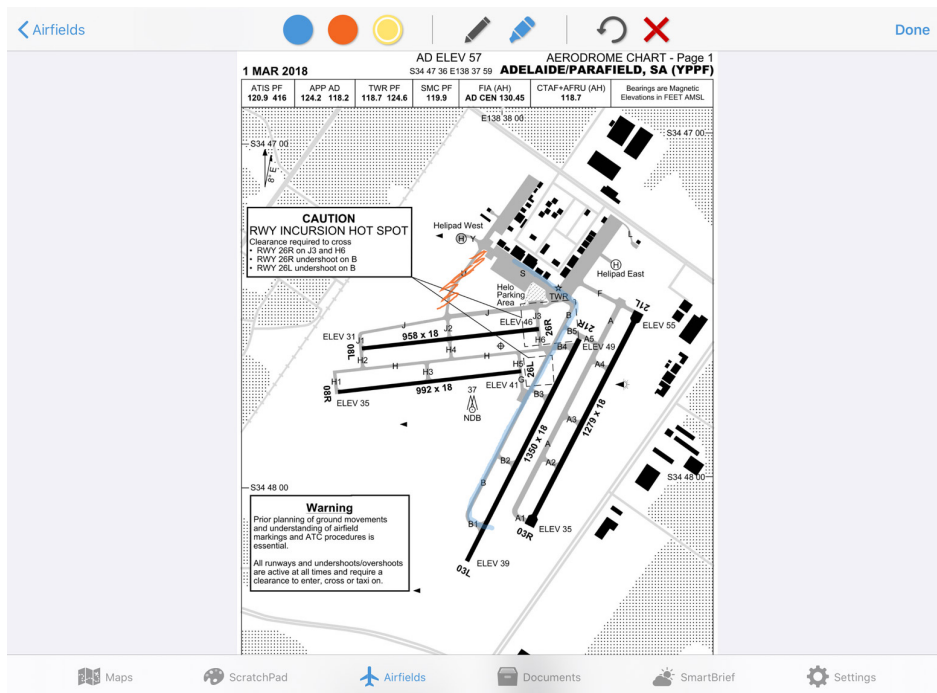 Airfields
Done
1 MAR 2018
AD ELEV 57
S34 47 36 E138 37 59
AERODROME CHART - Page 1
ADELAIDE/PARAFIELD, SA (YPPF)
ATIS PF
120.9 416
APP AD
124.2 118.2
TWR PF
118.7 124.6
SMC PF
119.9
FIA (AH)
AD CEN 130.45
CTAF+AFRU (AH)
118.7
Bearings are Magnetic
Elevations in FEET AMSL
E138 38 00
S34 47 00
S34 47 00
8° E
CAUTION
RWY INCURSION HOT SPOT
Clearance required to cross
• RWY 26R on J3 and H6
• RWY 26R undershoot on B
• RWY 26L undershoot on B
Helipad West
H
Y
L
H
Helipad East
S
Helo
Parking
Area
TWR
F
21L
ELEV 55
A
B
J
J3
ELEV 46
26R
21R
B5
A5
J
J2
ELEV 31
J1
958 x 18
H6
B4
ELEV 49
08L
H2
H4
H
H5
26L
A4
H
H3
H1
992 x 18
ELEV 41
G
L
08R
ELEV 35
37
NDB
B3
A3
1279 x 18
1350 x 18
A
B2
A2
S34 48 00
S34 48 00
B
B1
A1
03R
ELEV 35
ELEV 39
03L
Warning
Prior planning of ground movements
and understanding of airfield
markings and ATC procedures is
essential.
All runways and undershoots/overshoots
are active at all times and require a
clearance to enter, cross or taxi on.
Maps
ScratchPad
Airfields
Documents
SmartBrief
Settings